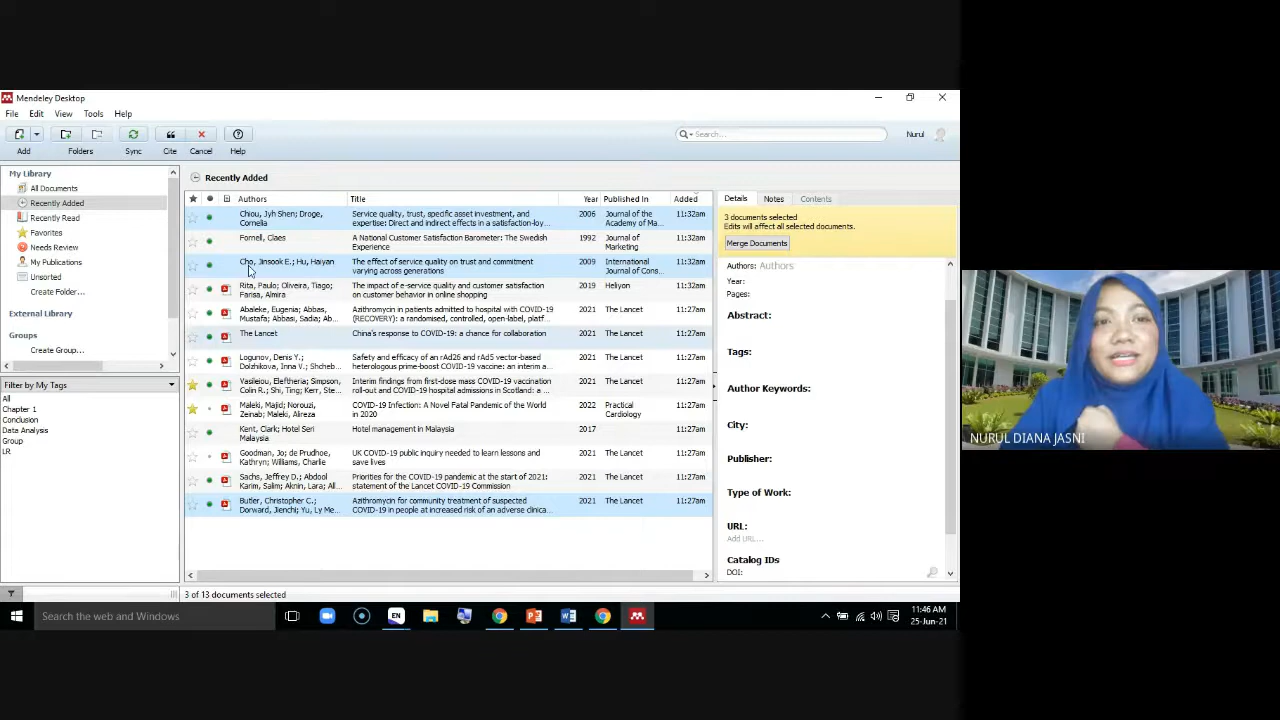 Mendeley Desktop
File Edit View Tools Help
Search... Nurul
Add Folders Sync Cite Cancel Help
My Library
All Documents
Recently Added
Recently Read
Favorites
Needs Review
My Publications
Unsorted
Create Folder...
External Library
Groups
Create Group...
Filter by My Tags
All
Chapter 1
Conclusion
Data Analysis
Group
LR
Recently Added
Authors Title Year Published In Added
Chiou, Jyh Shen; Droge, Service quality, trust, specific asset investment, and 2006 Journal of the 11:32am
Cornelia expertise: Direct and indirect effects in a satisfaction-loy... Academy of Ma...
Fornell, Claes A National Customer Satisfaction Barometer: The Swedish 1992 Journal of 11:32am
Experience Marketing
Cho, Jinsook E.; Hu, Haiyan The effect of service quality on trust and commitment 2009 International 11:32am
varying across generations Journal of Cons...
Rita, Paulo; Oliveira, Tiago; The impact of e-service quality and customer satisfaction 2019 Heliyon 11:28am
Farisa, Almira on customer behavior in online shopping
Abaleke, Eugenia; Abbas, Azithromycin in patients admitted to hospital with COVID-19 2021 The Lancet 11:27am
Mustafa; Abbasi, Sadia; Ab... (RECOVERY): a randomised, controlled, open-label, platf...
The Lancet China's response to COVID-19: a chance for collaboration 2021 The Lancet 11:27am
Logunov, Denis Y.; Safety and efficacy of an rAd26 and rAd5 vector-based 2021 The Lancet 11:27am
Dolzhikova, Inna V.; Shcheb... heterologous prime-boost COVID-19 vaccine: an interim a...
Vasileiou, Eleftheria; Simpson, Interim findings from first-dose mass COVID-19 vaccination 2021 The Lancet 11:27am
Colin R.; Shi, Ting; Kerr, Ste... roll-out and COVID-19 hospital admissions in Scotland: a ...
Maleki, Majid; Norouzi, COVID-19 Infection: A Novel Fatal Pandemic of the World 2022 Practical 11:27am
Zeinab; Maleki, Alireza in 2020 Cardiology
Kent, Clark; Hotel Seri Hotel management in Malaysia 2017 11:27am
Malaysia
Goodman, Jo; de Prudhoe, UK COVID-19 public inquiry needed to learn lessons and 2021 The Lancet 11:27am
Kathryn; Williams, Charlie save lives
Sachs, Jeffrey D.; Abdool Priorities for the COVID-19 pandemic at the start of 2021: 2021 The Lancet 11:27am
Karim, Salim; Aknin, Lara; All... statement of the Lancet COVID-19 Commission
Butler, Christopher C.; Azithromycin for community treatment of suspected 2021 The Lancet 11:27am
Dorward, Jienchi; Yu, Ly Me... COVID-19 in people at increased risk of an adverse clinica...
3 of 13 documents selected
Details Notes Contents
3 documents selected
Edits will affect all selected documents.
Merge Documents
Authors: Authors
Year:
Pages:
Abstract:
Tags:
Author Keywords:
City:
Publisher:
Type of Work:
URL:
Add URL...
Catalog IDs
DOI:
NURUL DIANA JASNI
Search the web and Windows
EN
11:46 AM
25-Jun-21